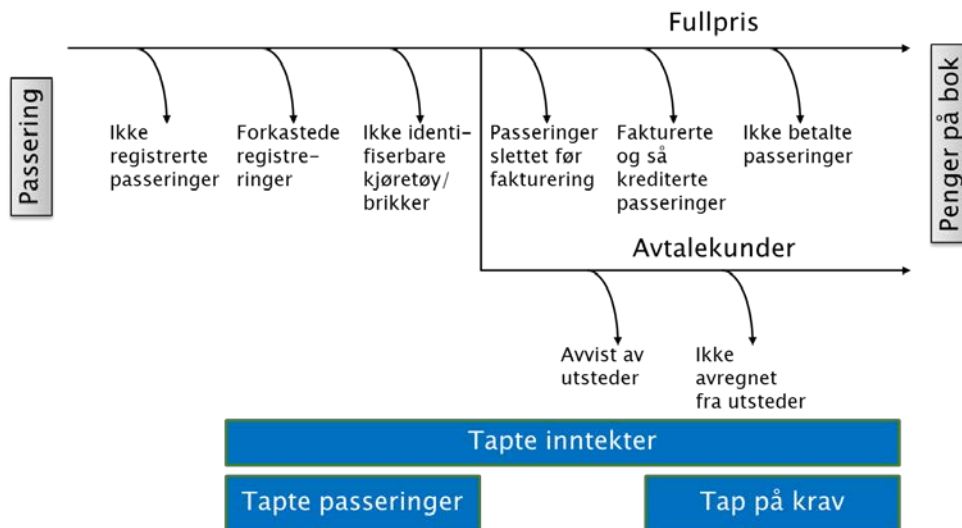 Fullpris
Passering
Ikke
registrerte
passeringer
Forkastede
registre-
ringer
Ikke identi-
fiserbare
kjøretøy/
brikker
Passeringer
slettet før
fakturering
Fakturerte
og så
krediterte
passeringer
Ikke betalte
passeringer
Penger på bok
Avtalekunder
Avvist av
utsteder
Ikke
avregnet
fra utsteder
Tapte inntekter
Tapte passeringer
Tap på krav